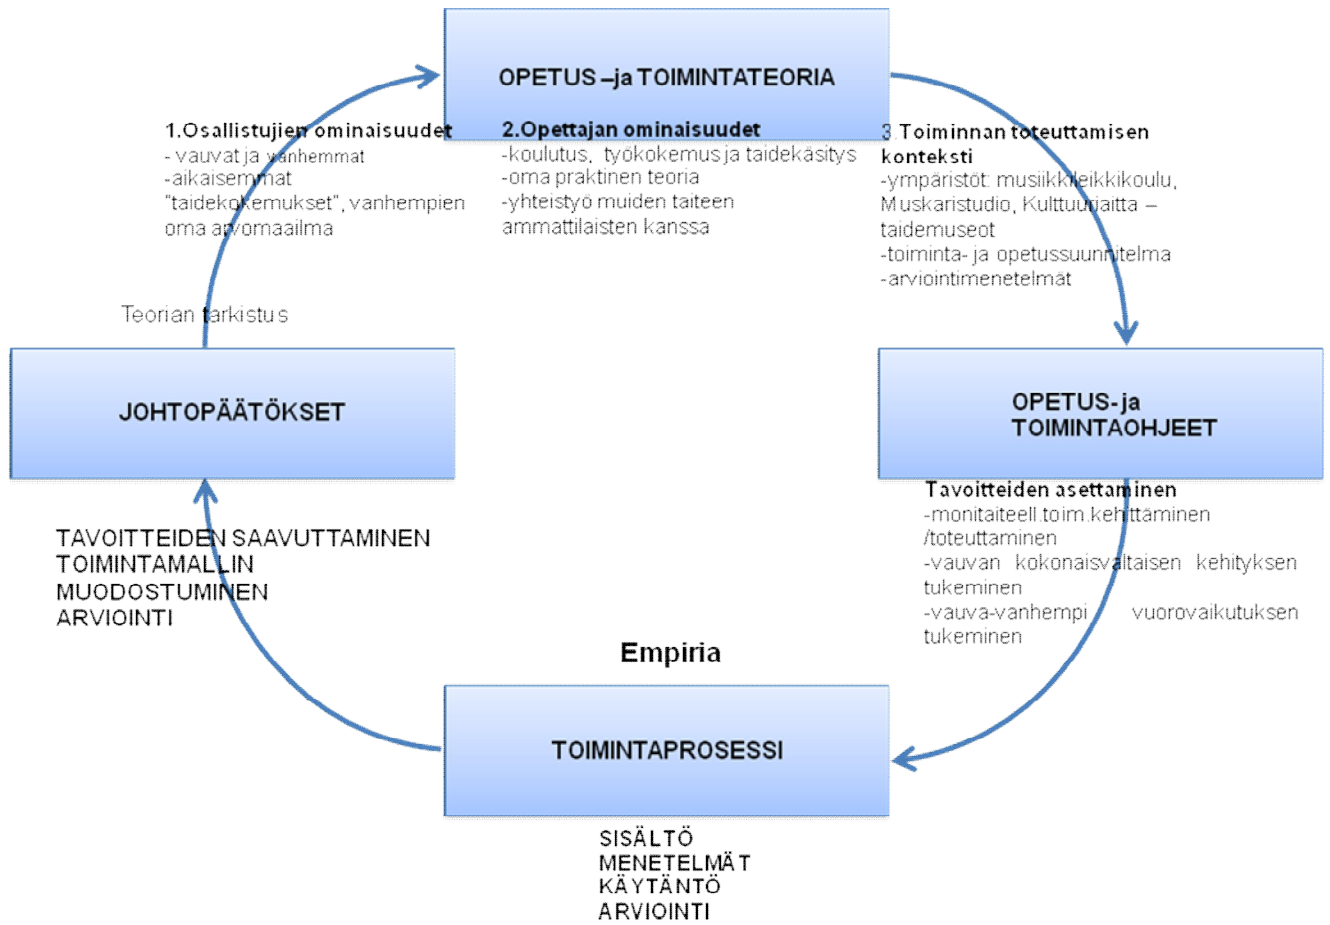 OPETUS –ja TOIMINTATEORIA
1.Osallistujien ominaisuudet
- vauvat ja vanhemmat
-aikaisemmat
"taidekokemukset", vanhempien
oma arvomaailma
2.Opettajan ominaisuudet
-koulutus, työkokemus ja taidekäsitys
-oma praktinen teoria
-yhteistyö muiden taiteen
ammattilaisten kanssa
3.Toiminnan toteuttamisen
konteksti
-ympäristöt: musiikkileikkikoulu,
Muskaristudio, Kulttuuriaitta –
taidemuseot
-toiminta- ja opetussuunnitelma
-arviointimenetelmät
Teorian tarkistus
JOHTOPÄÄTÖKSET
OPETUS- ja
TOIMINTAOHJEET
Tavoitteiden asettaminen
-monitaiteell.toim.kehittäminen
/toteuttaminen
-vauvan kokonaisvaltaisen kehityksen
tukeminen
-vauva-vanhempi vuorovaikutuksen
tukeminen
TAVOITTEIDEN SAAVUTTAMINEN
TOIMINTAMALLIN
MUODOSTUMINEN
ARVIOINTI
Empiria
TOIMINTAPROSESSI
SISÄLTÖ
MENETELMÄT
KÄYTÄNTÖ
ARVIOINTI